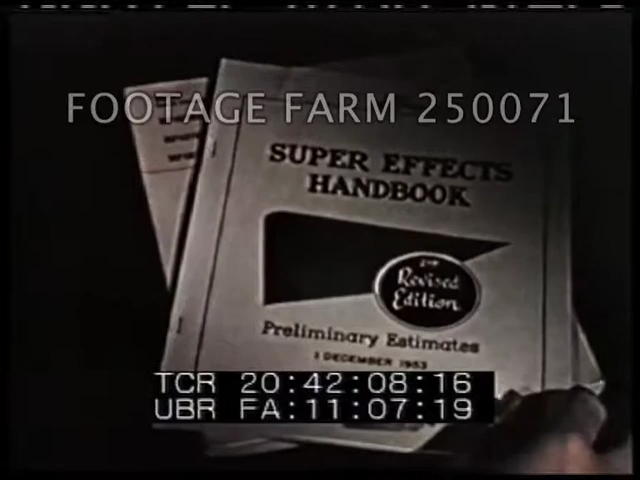 FOOTAGE FARM 250071
SUPER EFFECTS
HANDBOOK
Revised
Edition
Preliminary Estimates
1 DECEMBER 1953
TCR 20:42:08:16
UBR FA:11:07:19